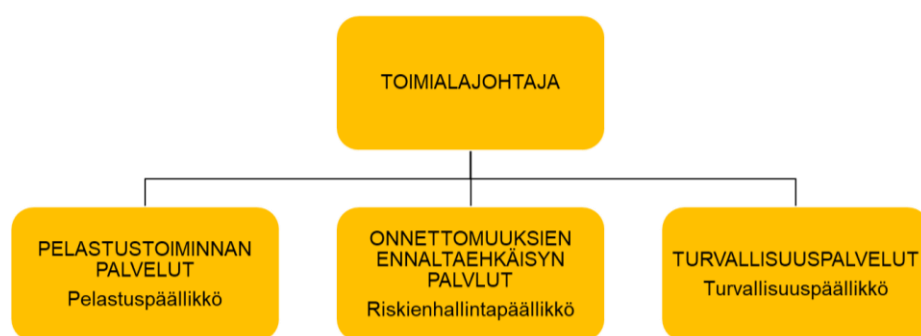 TOIMIALAJOHTAJA
PELASTUSTOIMINNAN
PALVELUT
Pelastuspäällikkö
ONNETTOMUUKSIEN
ENNALTAEHKÄISYN
PALVLUT
Riskienhallintapäällikkö
TURVALLISUUSPALVELUT
Turvallisuuspäällikkö